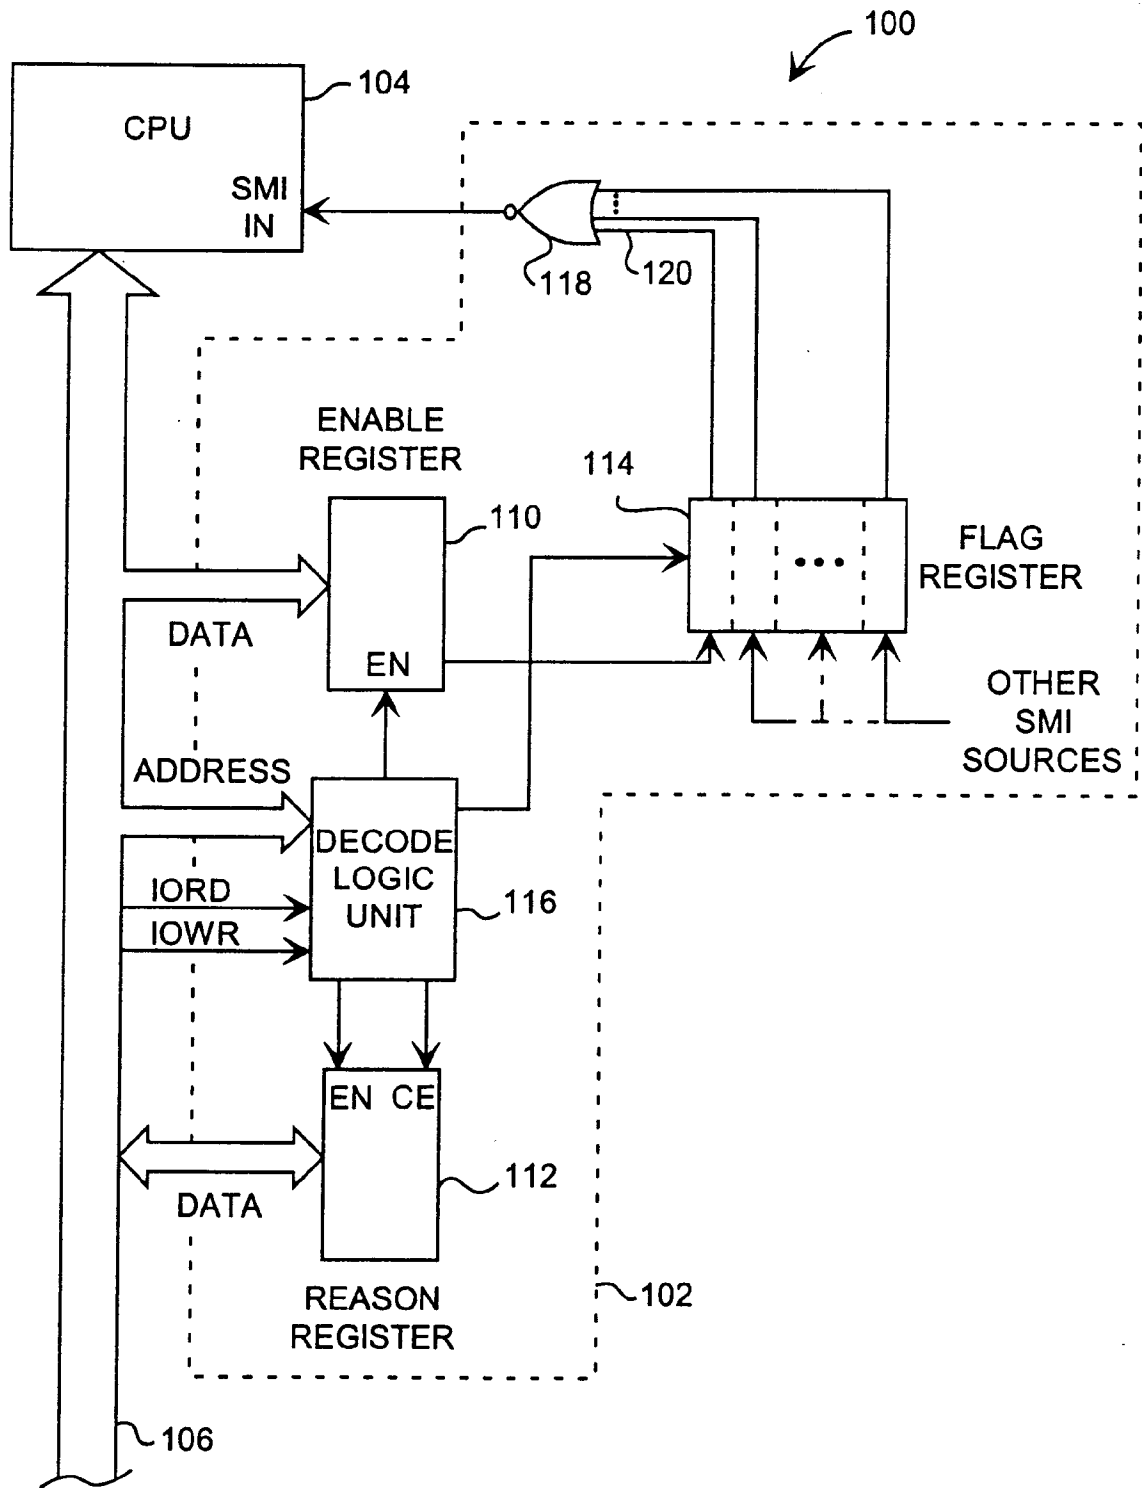 100
104
CPU
SMI
IN
118
120
ENABLE
REGISTER
114
110
FLAG
REGISTER
DATA
EN
OTHER
SMI
SOURCES
ADDRESS
DECODE
LOGIC
UNIT
IORD
116
IOWR
EN CE
112
DATA
REASON
REGISTER
102
106